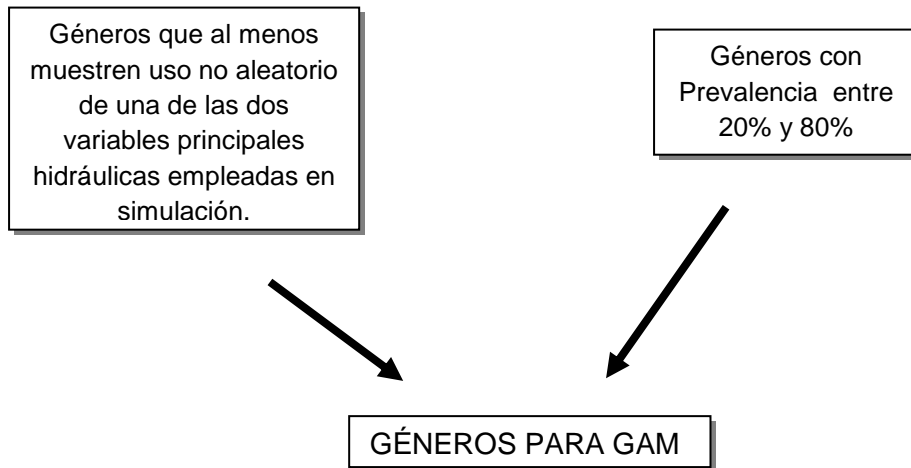 Géneros que al menos
muestren uso no aleatorio
de una de las dos
variables principales
hidráulicas empleadas en
simulación.
Géneros con
Prevalencia entre
20% y 80%
GÉNEROS PARA GAM